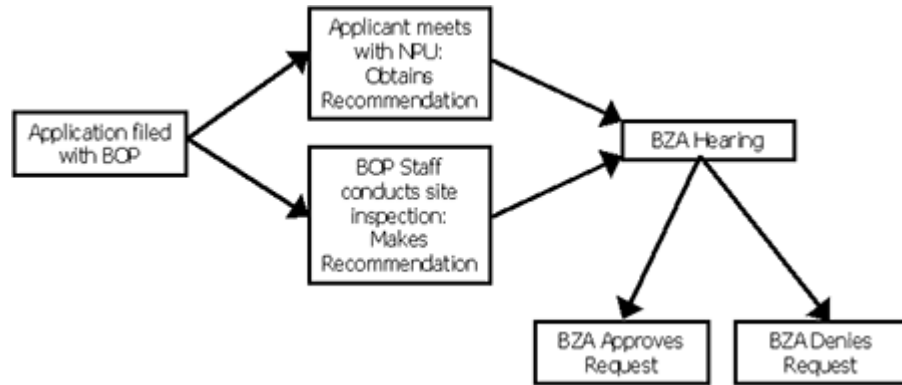 Applicant meets
with NPU:
Obtains
Recommendation
Application filed
with BOP
BZA Hearing
BOP Staff
conducts site
inspection:
Makes
Recommendation
BZA Approves
Request
BZA Denies
Request